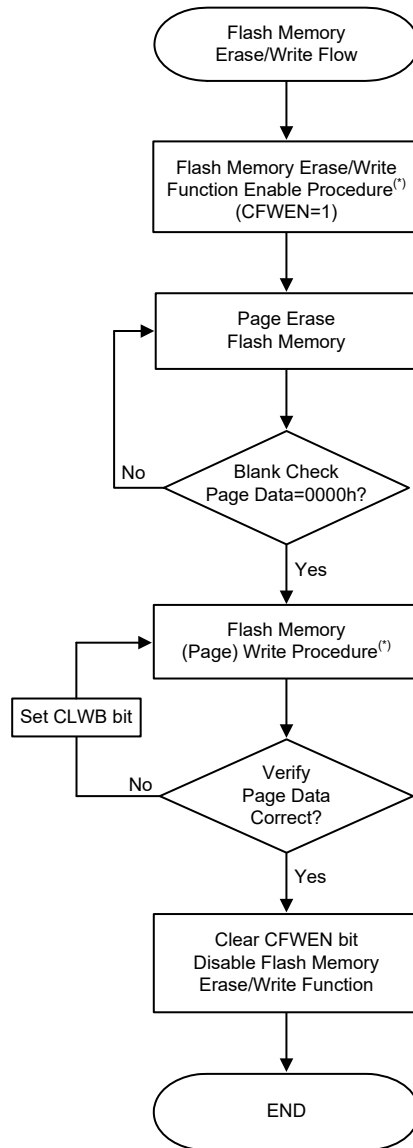 Flash Memory
Erase/Write Flow
Flash Memory Erase/Write
Function Enable Procedure(*)
(CFWEN=1)
Page Erase
Flash Memory
No
Blank Check
Page Data=0000h?
Yes
Flash Memory
(Page) Write Procedure(*)
Set CLWB bit
No
Verify
Page Data
Correct?
Yes
Clear CFWEN bit
Disable Flash Memory
Erase/Write Function
END